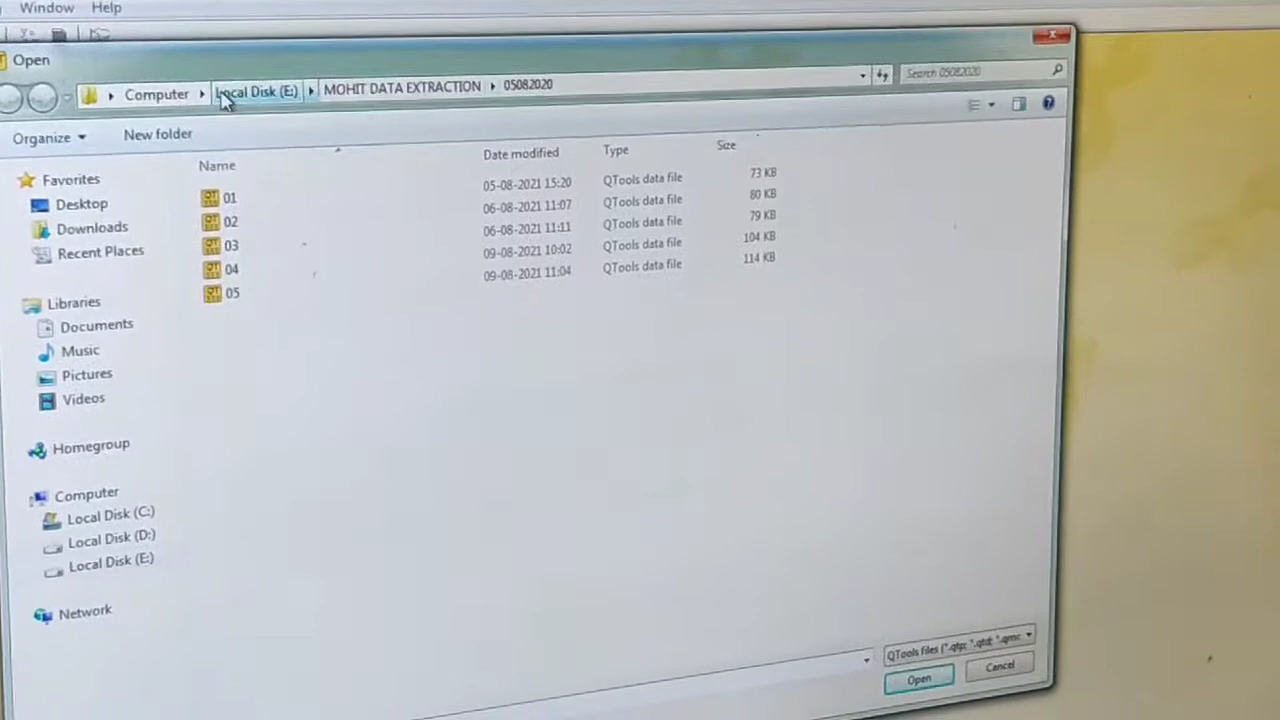 Window Help
Open
Computer Local Disk (E:) MOHIT DATA EXTRACTION 05082020 Search 05082020
Organize New folder
Name Date modified Type Size
01 05-08-2021 15:20 QTools data file 73 KB
02 06-08-2021 11:07 QTools data file 80 KB
03 06-08-2021 11:11 QTools data file 79 KB
04 09-08-2021 10:02 QTools data file 104 KB
05 09-08-2021 11:04 QTools data file 114 KB
Favorites
Desktop
Downloads
Recent Places
Libraries
Documents
Music
Pictures
Videos
Homegroup
Computer
Local Disk (C:)
Local Disk (D:)
Local Disk (E:)
Network
QTools files (*.qtp; *.qtd; *.qmc
Open Cancel